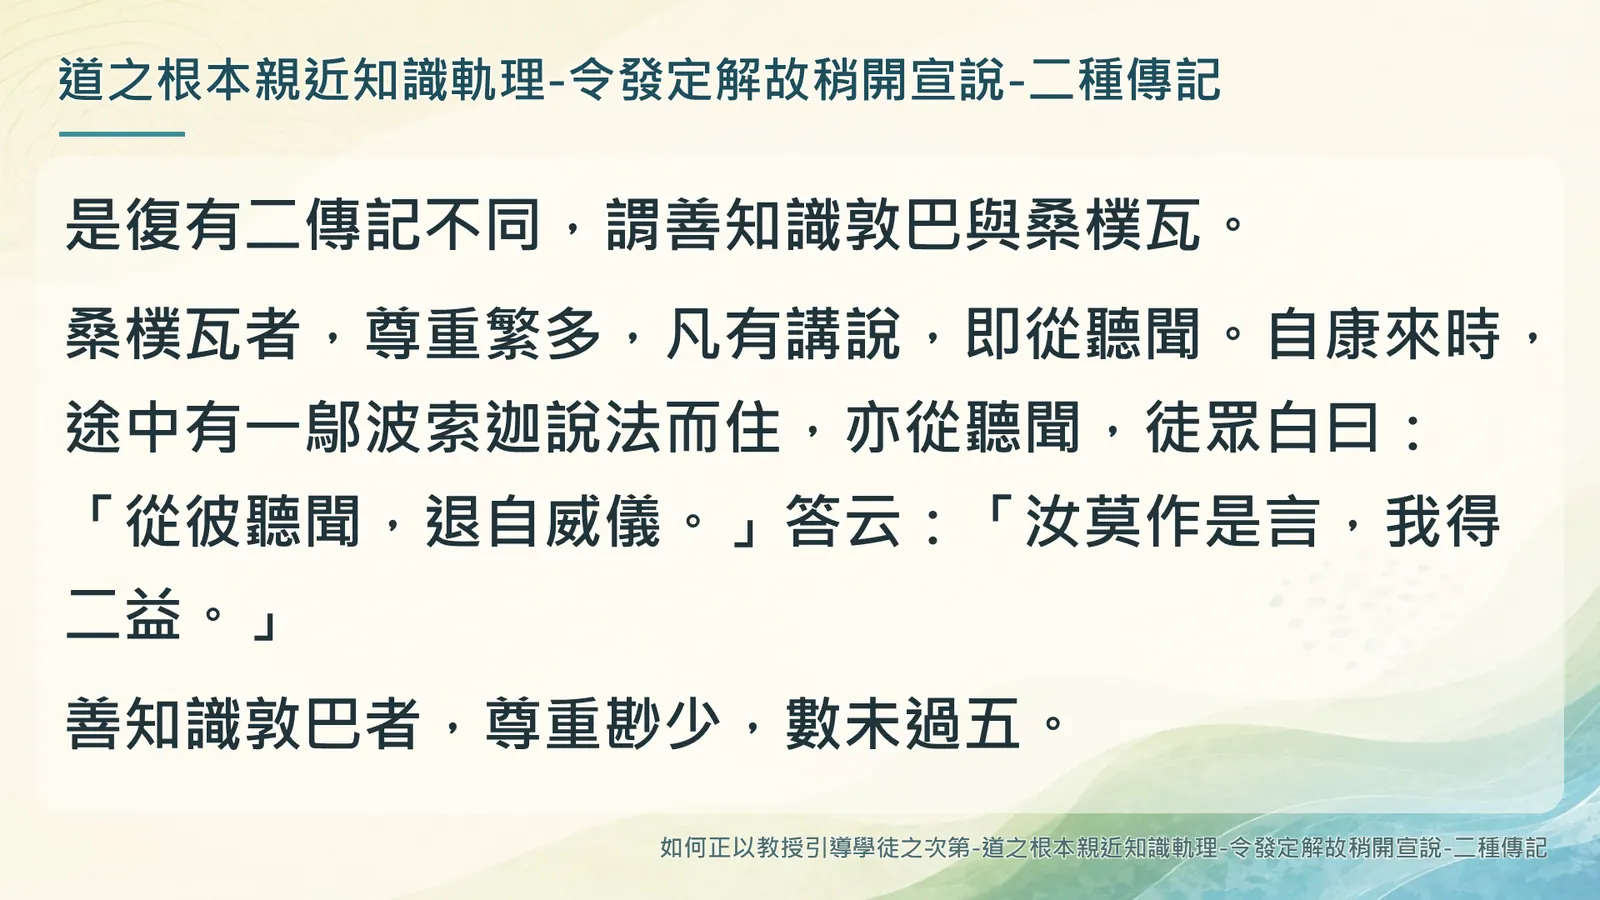 道之根本親近知識軌理-令發定解故稍開宣說-二種傳記
是復有二傳記不同，謂善知識敦巴與桑樸瓦。
桑樸瓦者，尊重繁多，凡有講說，即從聽聞。自康來時，
途中有一鄔波索迦說法而住，亦從聽聞，徒眾白曰：
「從彼聽聞，退自威儀。」答云：「汝莫作是言，我得
二益。」
善知識敦巴者，尊重尠少，數未過五。
如何正以教授引導學徒之次第-道之根本親近知識軌理-令發定解故稍開宣說-二種傳記